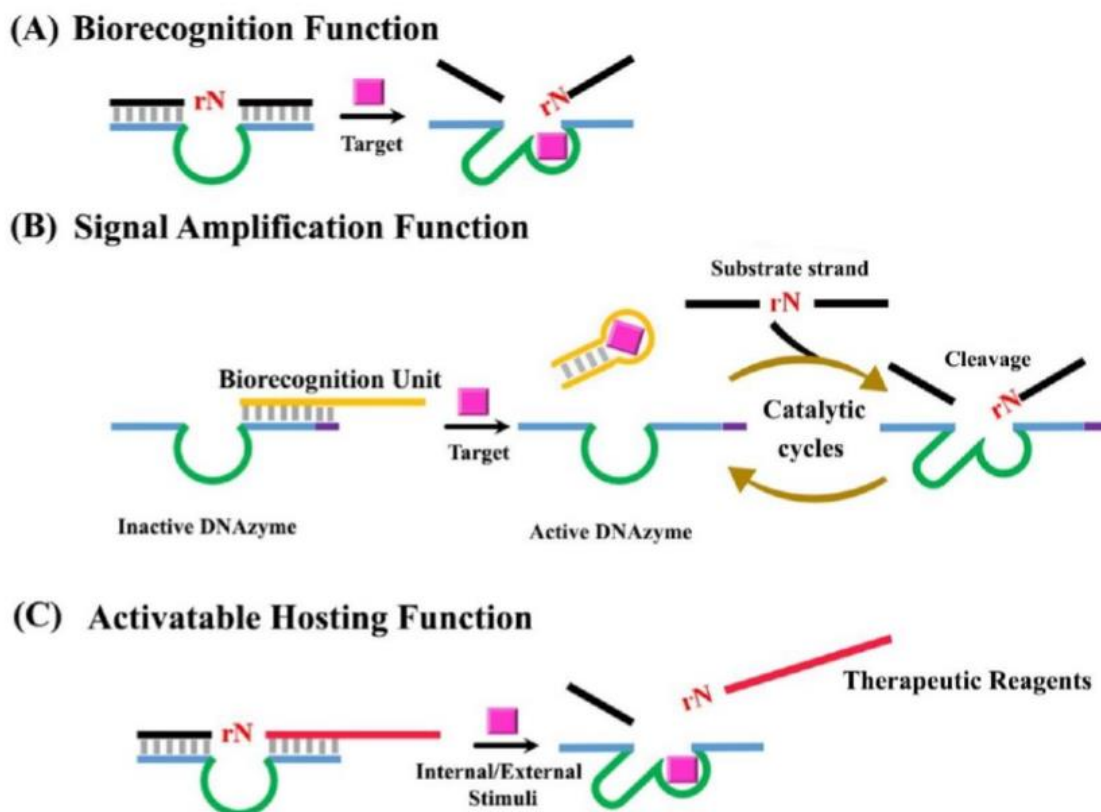 (A) Biorecognition Function
rN
Target
rN
(B) Signal Amplification Function
Substrate strand
rN
Biorecognition Unit
Target
Catalytic
cycles
Cleavage
rN
Inactive DNAzyme
Active DNAzyme
(C) Activatable Hosting Function
rN
Internal/External
Stimuli
rN
Therapeutic Reagents